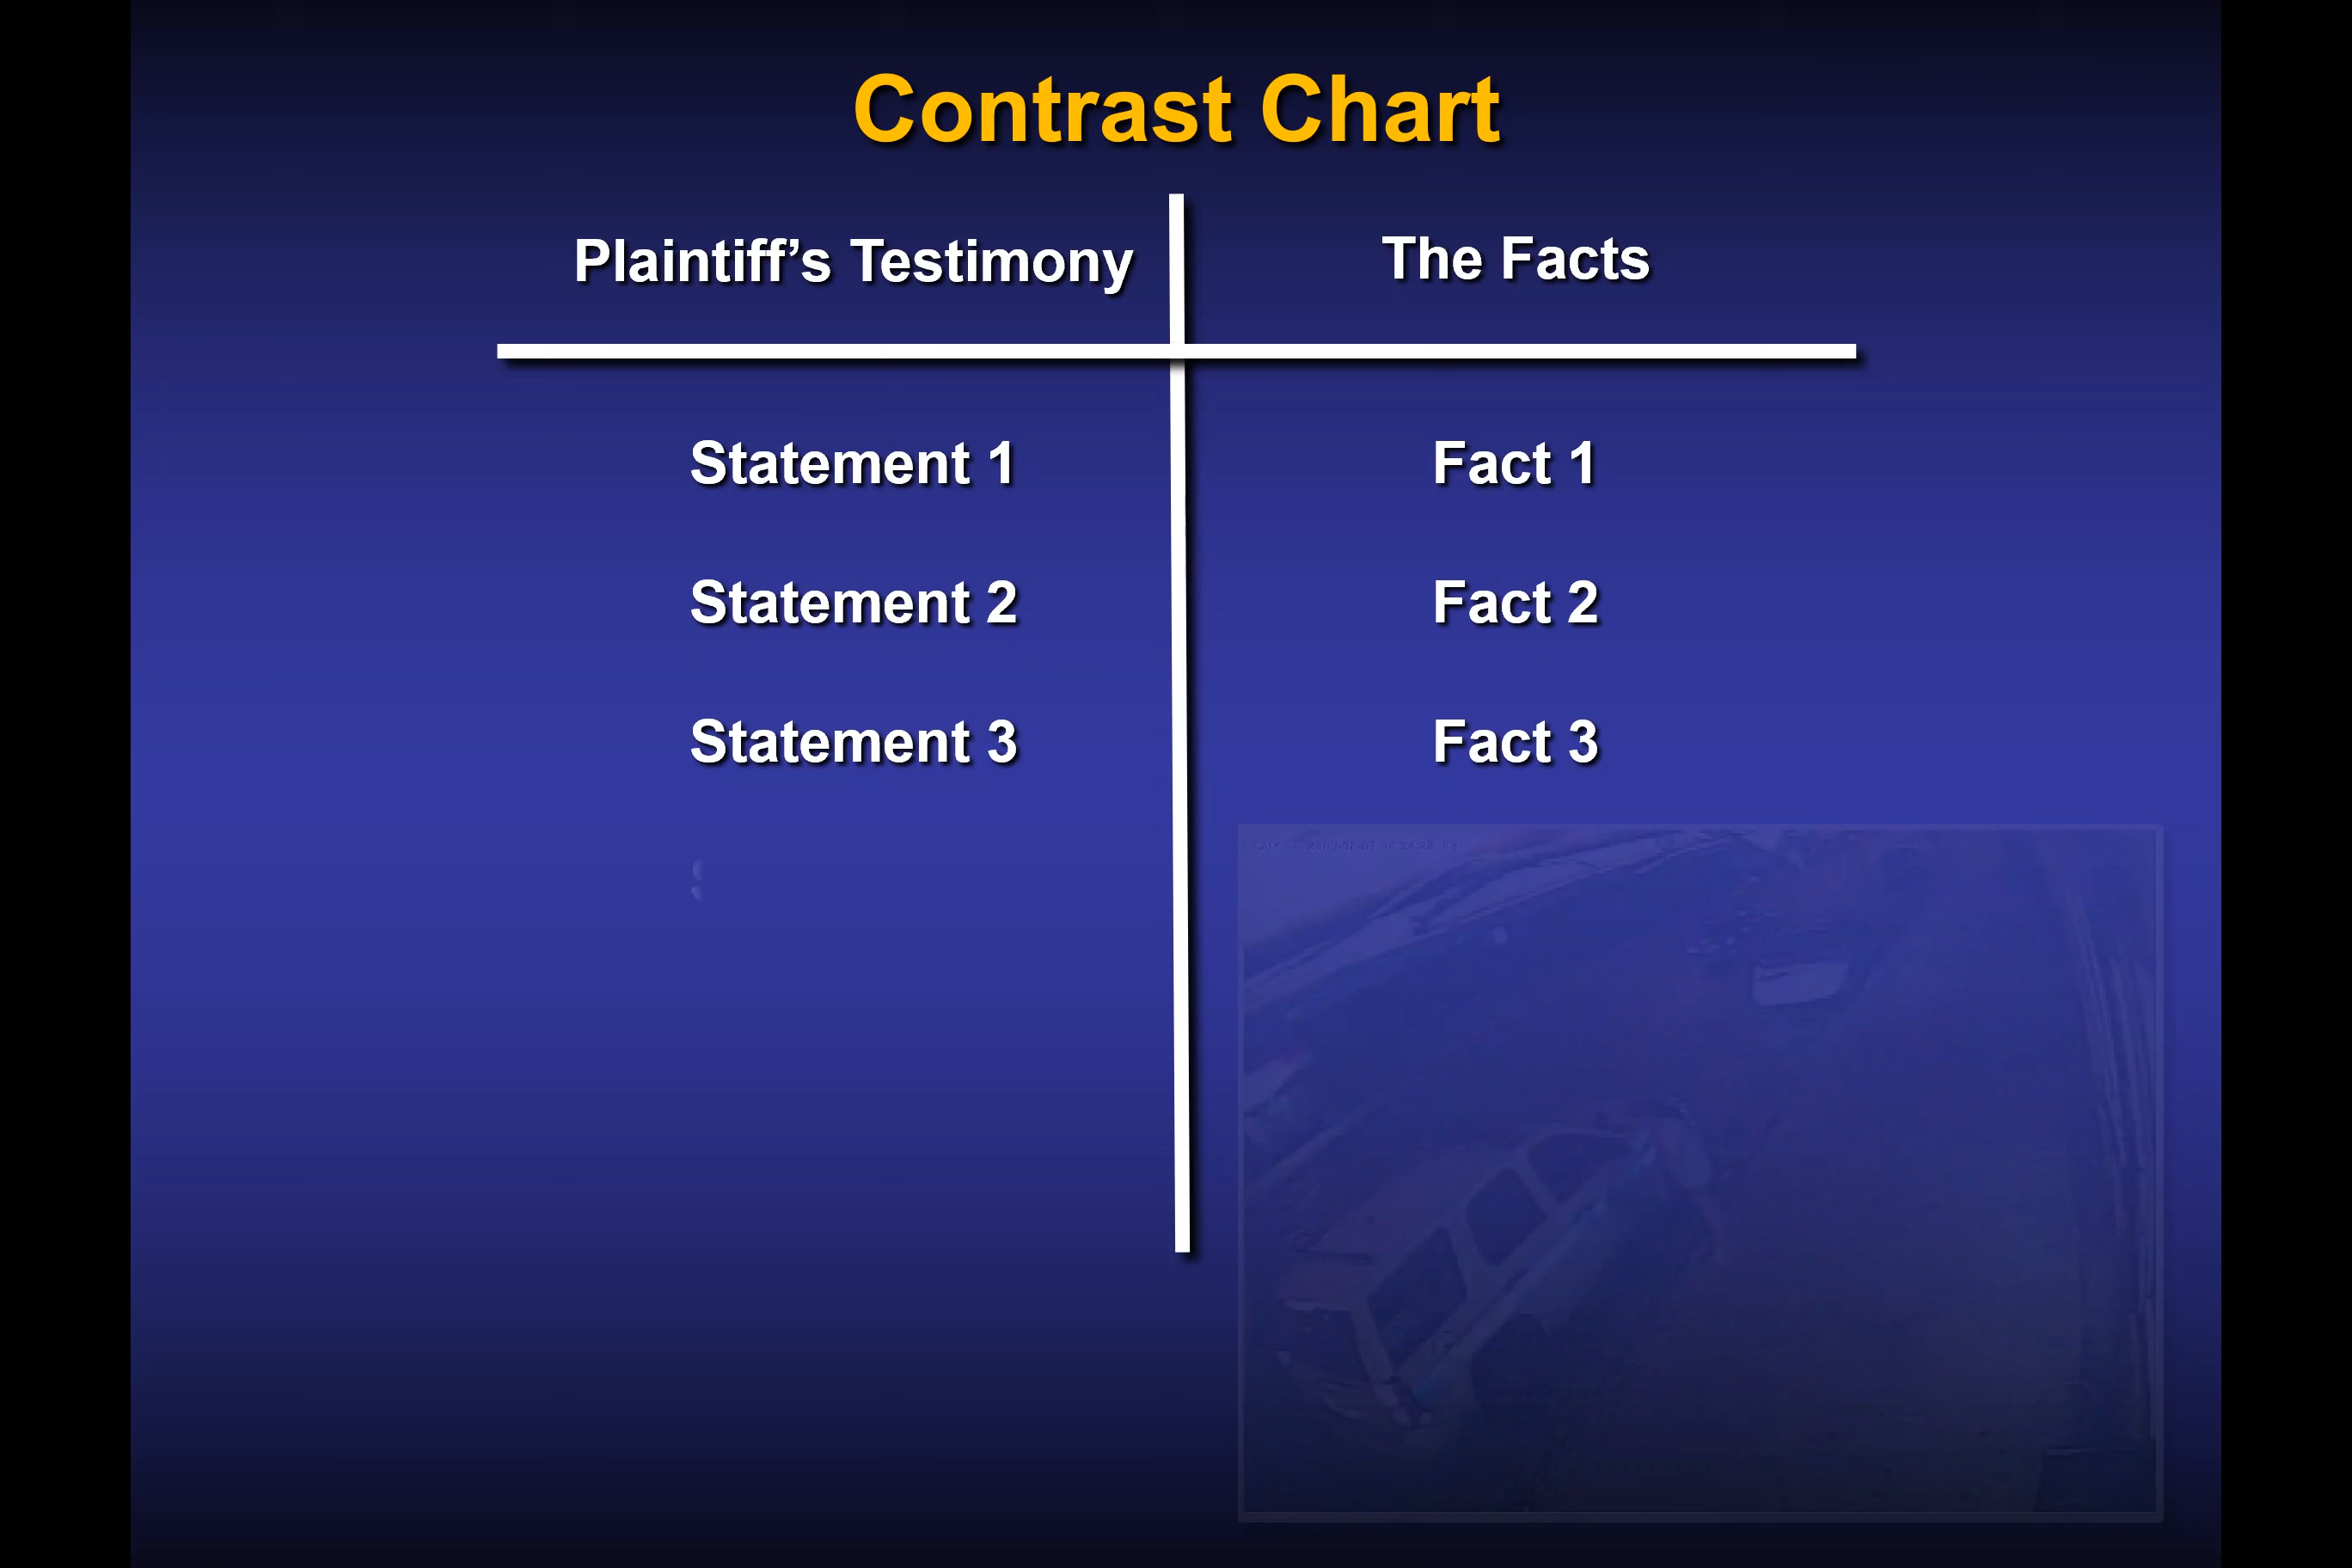 Contrast Chart
Plaintiff’s Testimony
The Facts
Statement 1
Fact 1
Statement 2
Fact 2
Statement 3
Fact 3